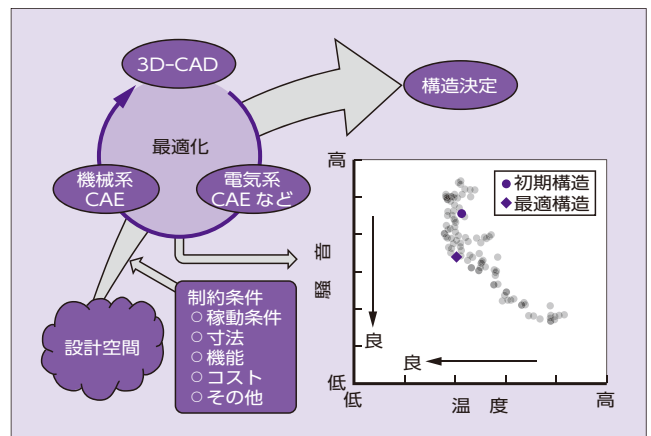 3D-CAD
構造決定
最適化
機械系
CAE
電気系
CAE など
設計空間
制約条件
○稼動条件
○寸法
○機能
○コスト
○その他
高
騒 音
低
●初期構造
◆最適構造
良
良
低
温 度
高